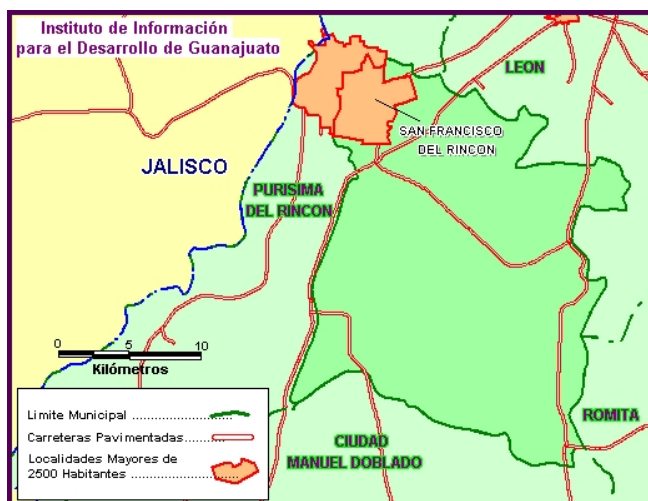 Instituto de Información
para el Desarrollo de Guanajuato
LEON
SAN FRANCISCO
DEL RINCON
JALISCO
PURISIMA
DEL RINCON
0 5 10
Kilómetros
Limite Municipal
Carreteras Pavimentadas
Localidades Mayores de
2500 Habitantes
ROMITA
CIUDAD
MANUEL DOBLADO